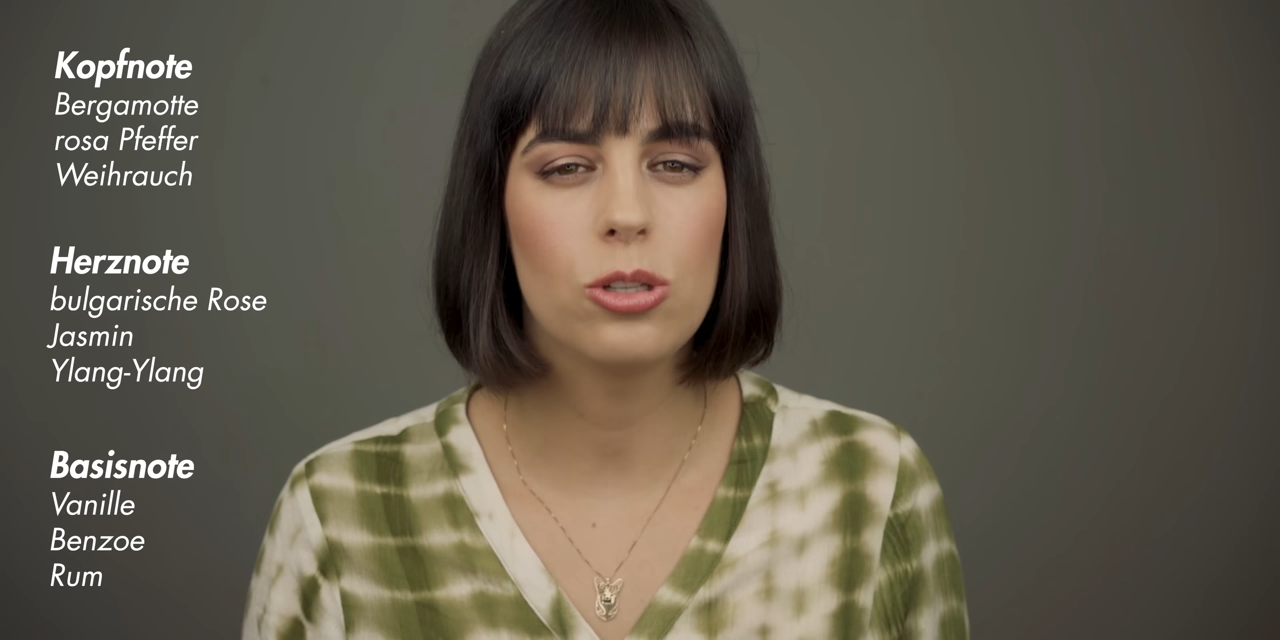 Kopfnote
Bergamotte
rosa Pfeffer
Weihrauch
Herznote
bulgarische Rose
Jasmin
Ylang-Ylang
Basisnote
Vanille
Benzoe
Rum